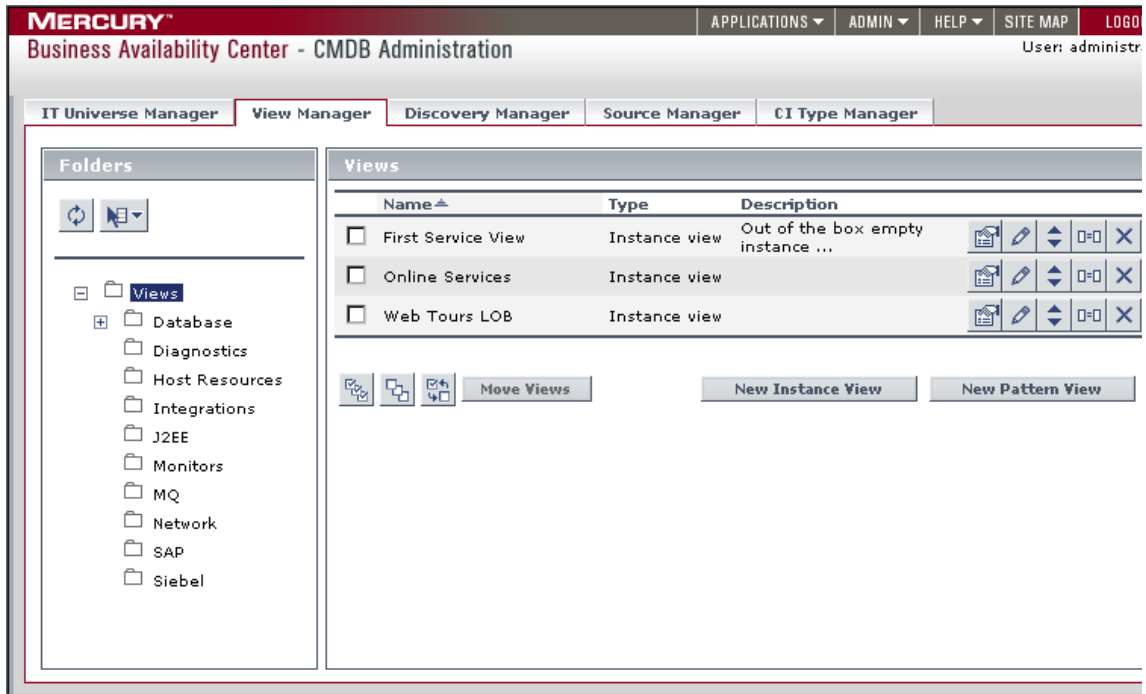 MERCURY™
APPLICATIONS ADMIN HELP SITE MAP
Business Availability Center - CMDB Administration
User:
IT Universe Manager View Manager Discovery Manager Source Manager CI Type Manager
Folders
Views
Name Type Description
First Service View Instance view Out of the box empty
instance ...
Online Services Instance view
Web Tours LOB Instance view
Move Views New Instance View New Pattern View
Views
Database
Diagnostics
Host Resources
Integrations
J2EE
Monitors
MQ
Network
SAP
Siebel